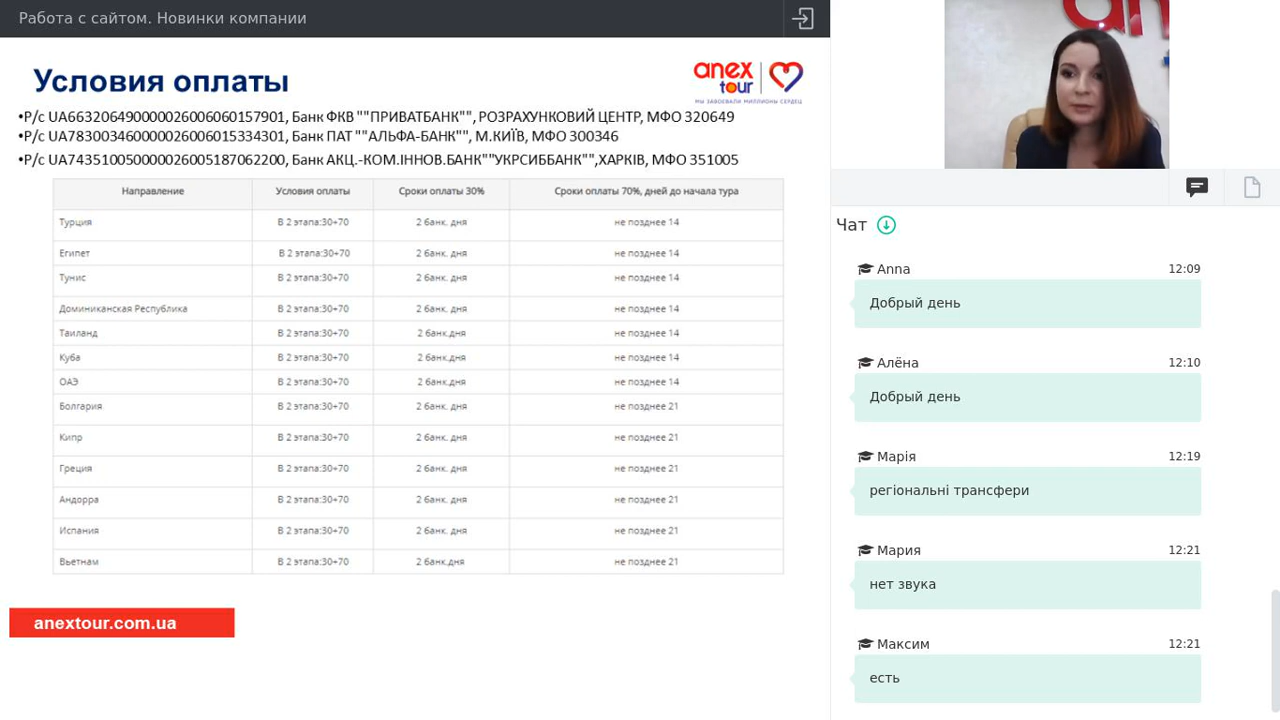 Работа с сайтом. Новинки компании
Условия оплаты
anex
tour
МЫ ЗАВОЕВАЛИ МИЛЛИОНЫ СЕРДЕЦ
•Р/с UA663206490000026006060157901, Банк ФКВ ""ПРИВАТБАНК"", РОЗРАХУНКОВИЙ ЦЕНТР, МФО 320649
•Р/с UA783003460000026006015334301, Банк ПАТ ""АЛЬФА-БАНК"", М.КИЇВ, МФО 300346
•Р/с UA743510050000026005187062200, Банк АКЦ.-КОМ.ІННОВ.БАНК""УКРСИББАНК"",ХАРКІВ, МФО 351005
Направление Условия оплаты Сроки оплаты 30% Сроки оплаты 70%, дней до начала тура
Турция В 2 этапа:30+70 2 банк. дня не позднее 14
Египет В 2 этапа:30+70 2 банк. дня не позднее 14
Тунис В 2 этапа:30+70 2 банк. дня не позднее 14
Доминиканская Республика В 2 этапа:30+70 2 банк. дня не позднее 14
Таиланд В 2 этапа:30+70 2 банк.дня не позднее 14
Куба В 2 этапа:30+70 2 банк.дня не позднее 14
ОАЭ В 2 этапа:30+70 2 банк.дня не позднее 14
Болгария В 2 этапа:30+70 2 банк. дня не позднее 21
Кипр В 2 этапа:30+70 2 банк. дня не позднее 21
Греция В 2 этапа:30+70 2 банк. дня не позднее 21
Андорра В 2 этапа:30+70 2 банк. дня не позднее 21
Испания В 2 этапа:30+70 2 банк. дня не позднее 21
Вьетнам В 2 этапа:30+70 2 банк.дня не позднее 21
anextour.com.ua
Чат
Anna 12:09
Добрый день
Алёна 12:10
Добрый день
Марія 12:19
регіональні трансфери
Мария 12:21
нет звука
Максим 12:21
есть